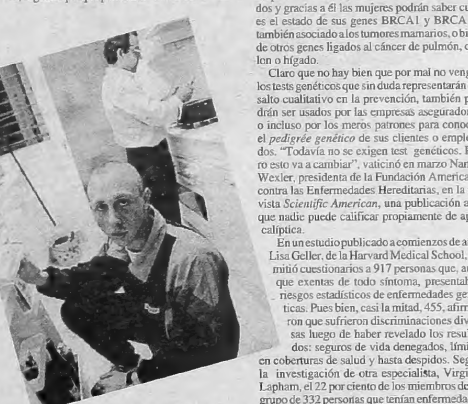 dos y gracias a él las mujeres podrán saber cu
es el estado de sus genes BRCA1 y BRCA
también asociado a los tumores mamarios, o bi
de otros genes ligados al cáncer de pulmón, c
lon o hígado.
Claro que no hay bien que por mal no veng
los tests genéticos que sin duda representarán
salto cualitativo en la prevención, también p
drán ser usados por las empresas asegurador
o incluso por los meros patrones para conoc
el pedigrée genético de sus clientes o emple
dos. "Todavía no se exigen test genéticos. P
ro esto va a cambiar", vaticinó en marzo Nan
Wexler, presidenta de la Fundación America
contra las Enfermedades Hereditarias, en la
vista Scientific American, una publicación a
que nadie puede calificar propiamente de ap
calíptica.
En un estudio publicado a comienzos de a
Lisa Geller, de la Harvard Medical School,
mitió cuestionarios a 917 personas que, a
que exentas de todo síntoma, presentab
riesgos estadísticos de enfermedades ge
ticas. Pues bien, casi la mitad, 455, afirm
ron que sufrieron discriminaciones div
sas luego de haber revelado los resul
dos: seguros de vida denegados, lími
en coberturas de salud y hasta despidos. Seg
la investigación de otra especialista, Virgi
Lapham, el 22 por ciento de los miembros de
grupo de 332 personas que tenían enfermeda